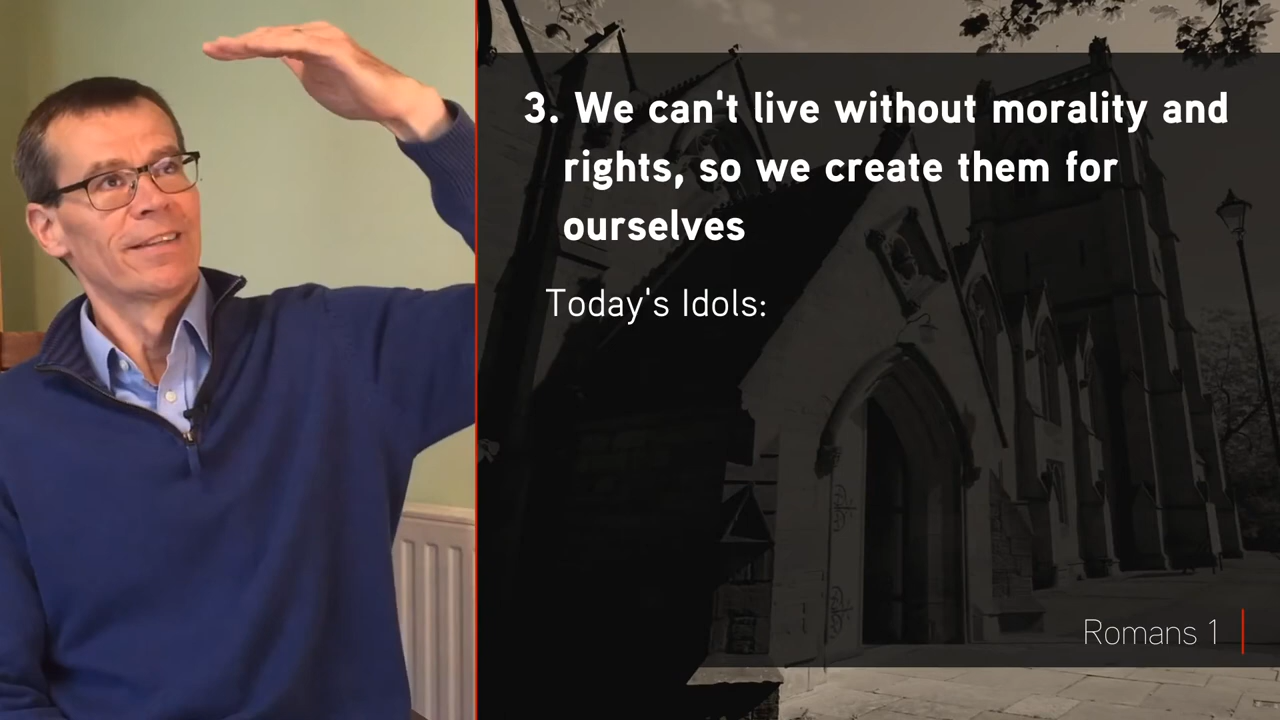 3. We can't live without morality and
rights, so we create them for
ourselves
Today's Idols:
Romans 1